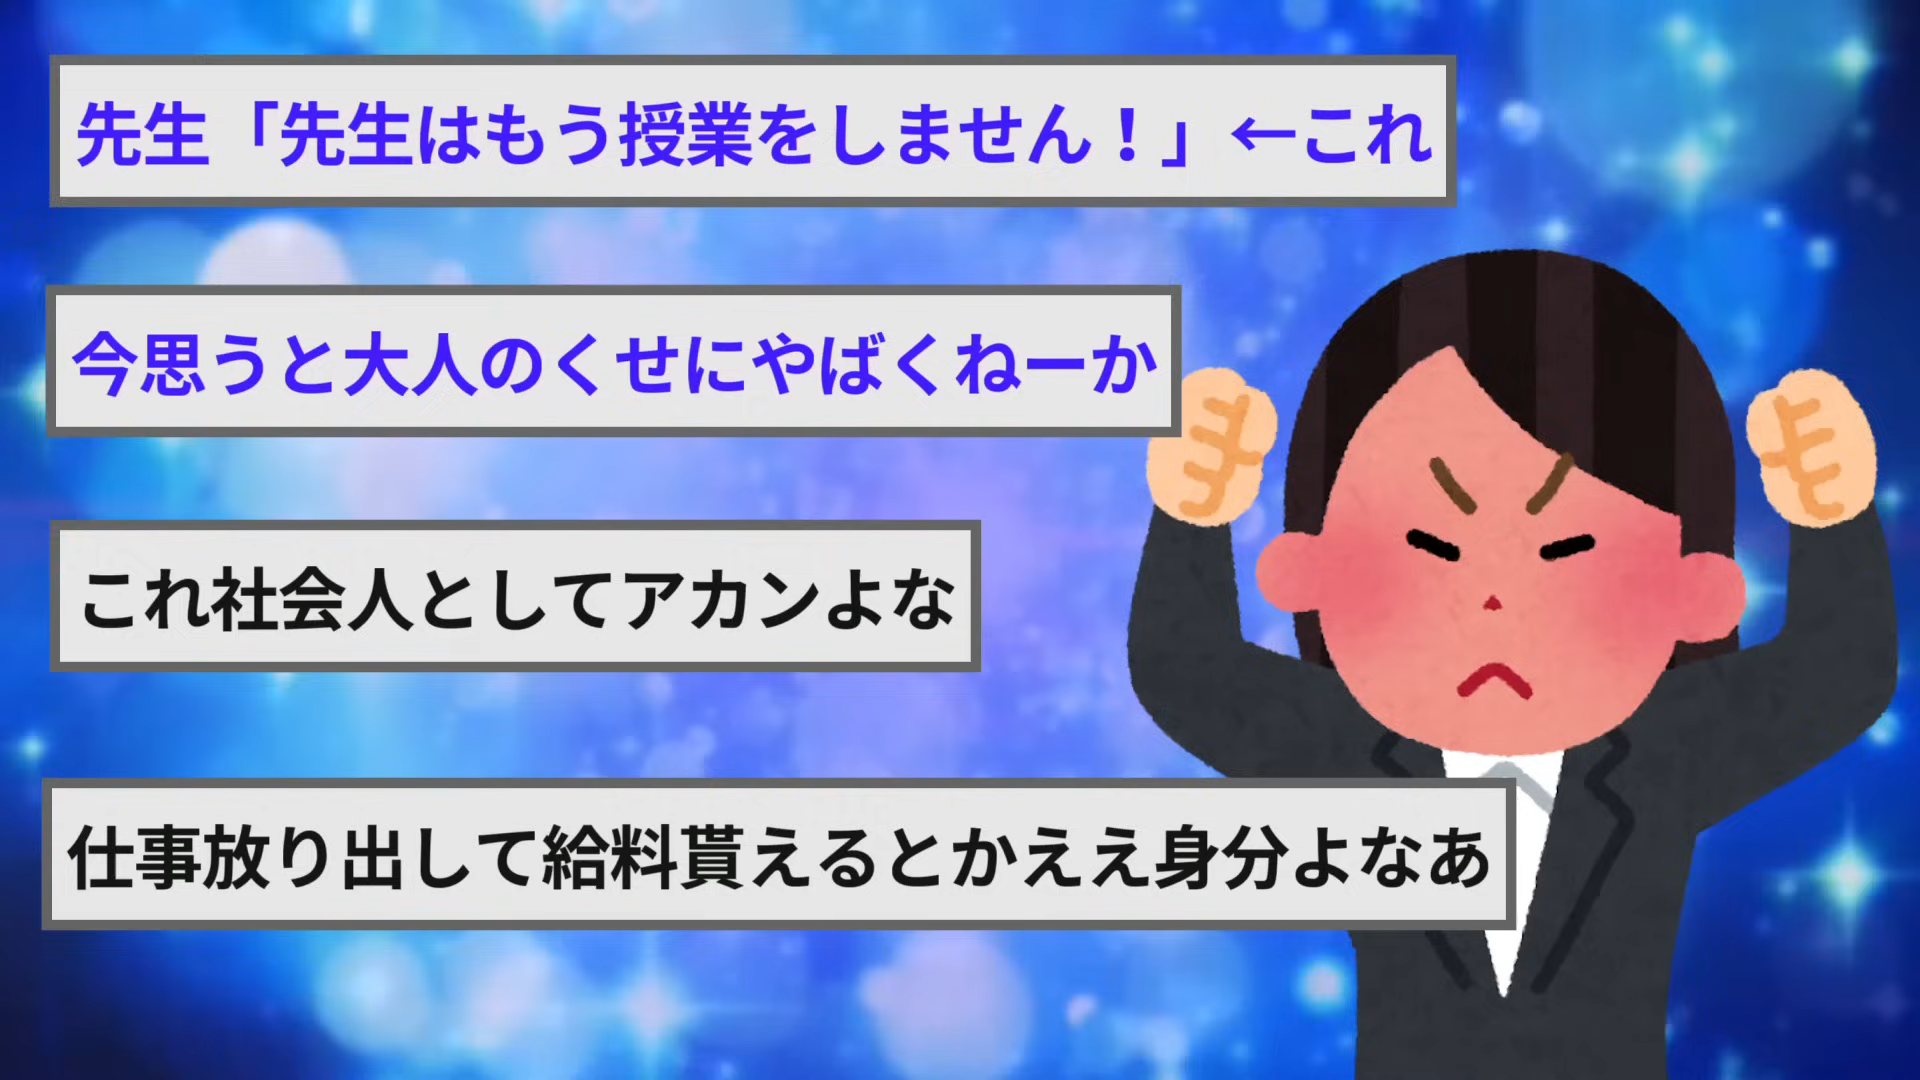 先生「先生はもう授業をしません！」←これ
今思うと大人のくせにやばくねーか
これ社会人としてアカンよな
仕事放り出して給料貰えるとかええ身分よなあ